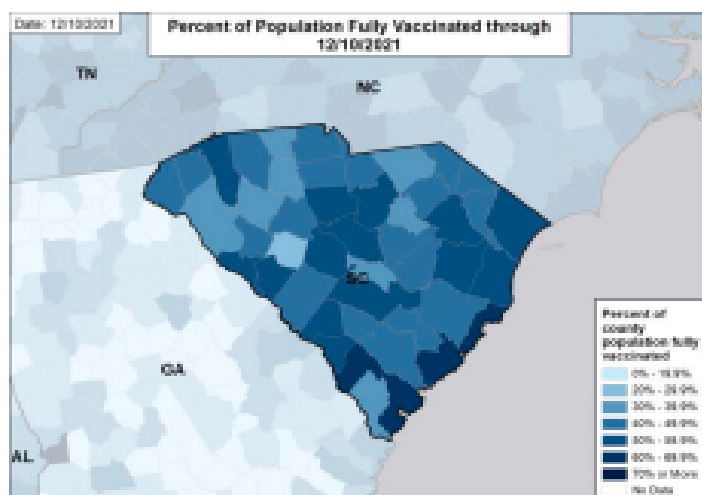 Date: 12/10/2021
Percent of Population Fully Vaccinated through
12/10/2021
TN
NC
SC
GA
AL
Percent of
county
population fully
vaccinated
0% - 19.9%
20% - 29.9%
30% - 39.9%
40% - 49.9%
50% - 59.9%
60% - 69.9%
70% or More
No Data